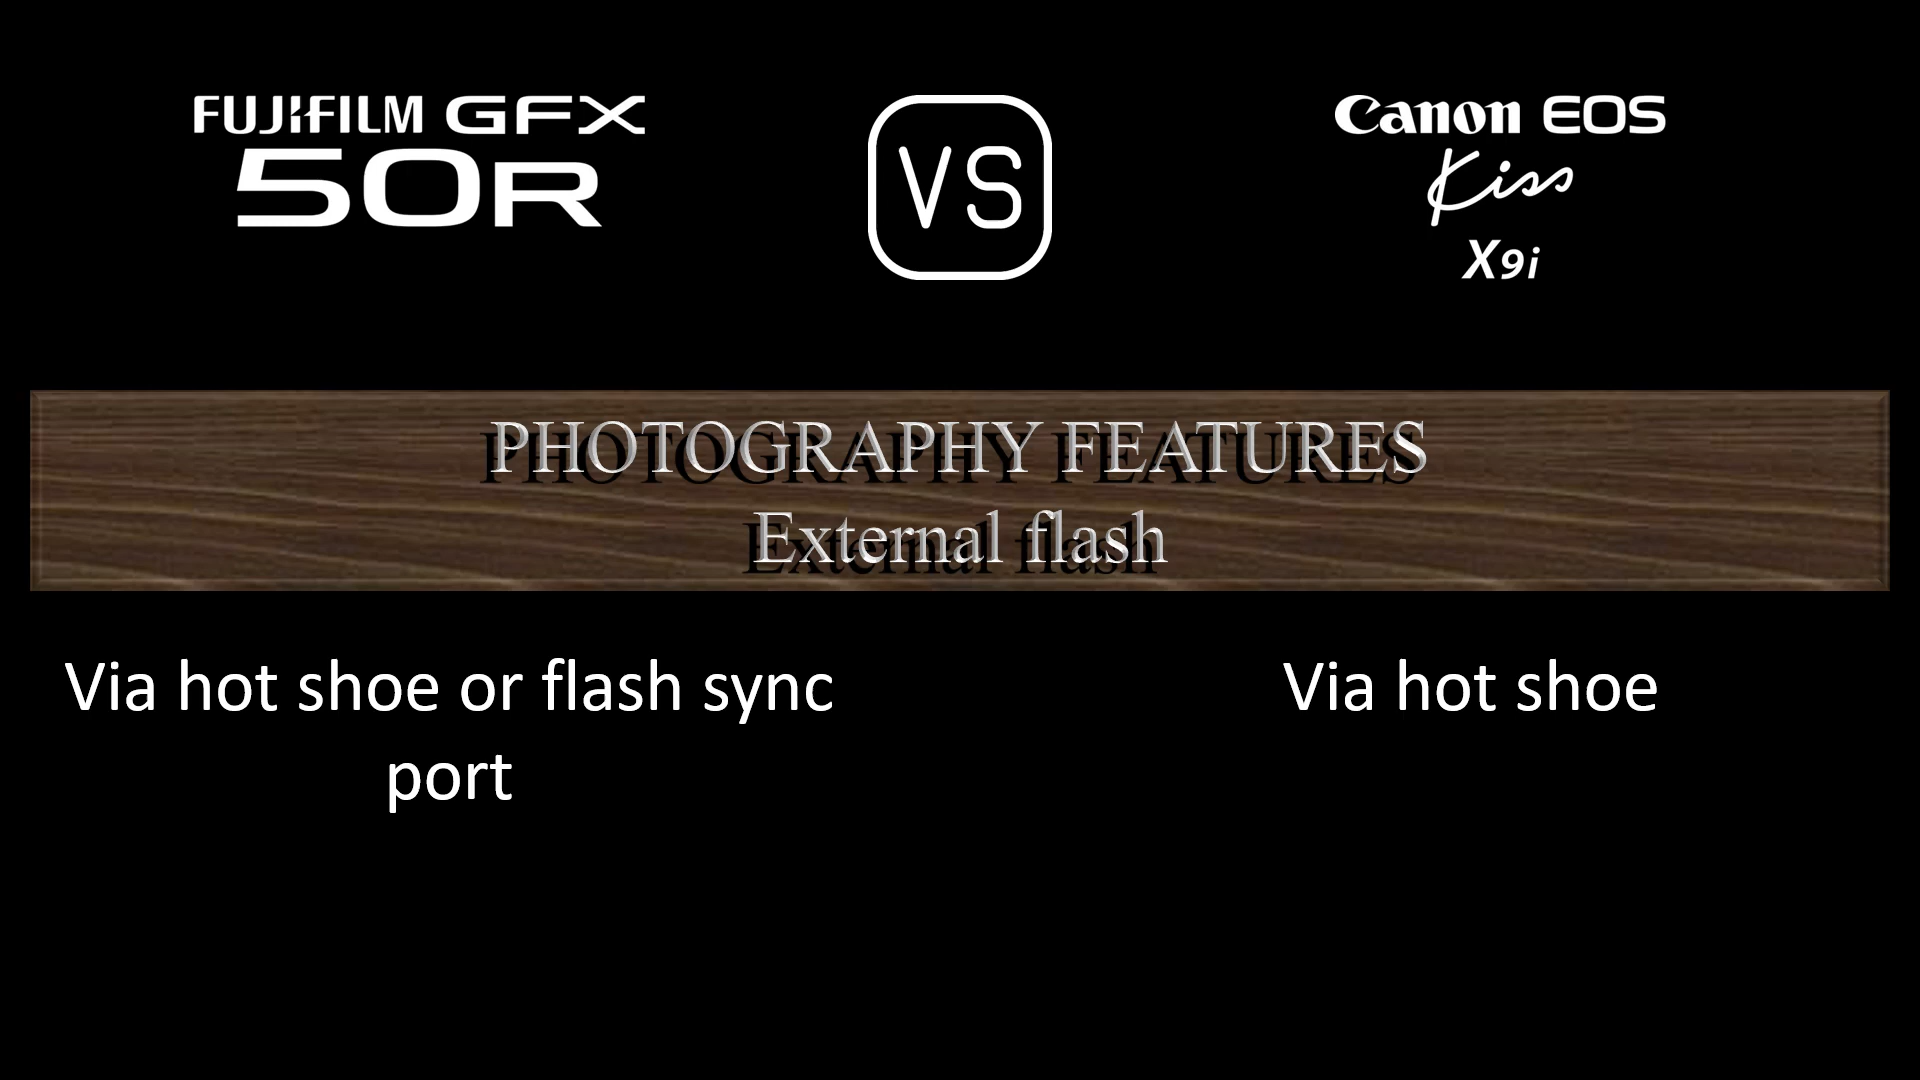 FUJIFILM GFX
50R
VS
Canon EOS
Kiss
X9i
PHOTOGRAPHY FEATURES
External flash
Via hot shoe or flash sync
port
Via hot shoe